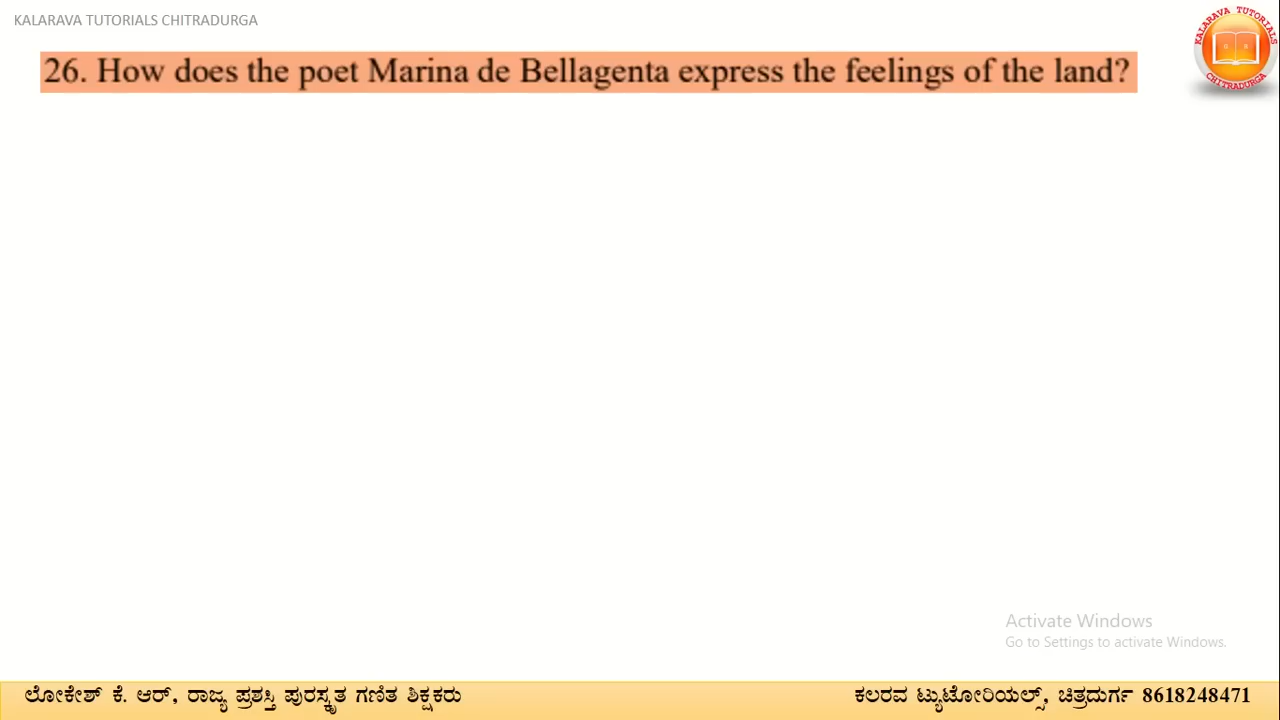 KALARAVA TUTORIALS CHITRADURGA
KALARAVA TUTORIALS
CHITRADURGA
26. How does the poet Marina de Bellagenta express the feelings of the land?
Activate Windows
Go to Settings to activate Windows.
ಲೋಕೇಶ್ ಕೆ. ಆರ್, ರಾಜ್ಯ ಪ್ರಶಸ್ತಿ ಪುರಸ್ಕೃತ ಗಣಿತ ಶಿಕ್ಷಕರು
ಕಲರವ ಟ್ಯುಟೋರಿಯಲ್ಸ್, ಚಿತ್ರದುರ್ಗ 8618248471